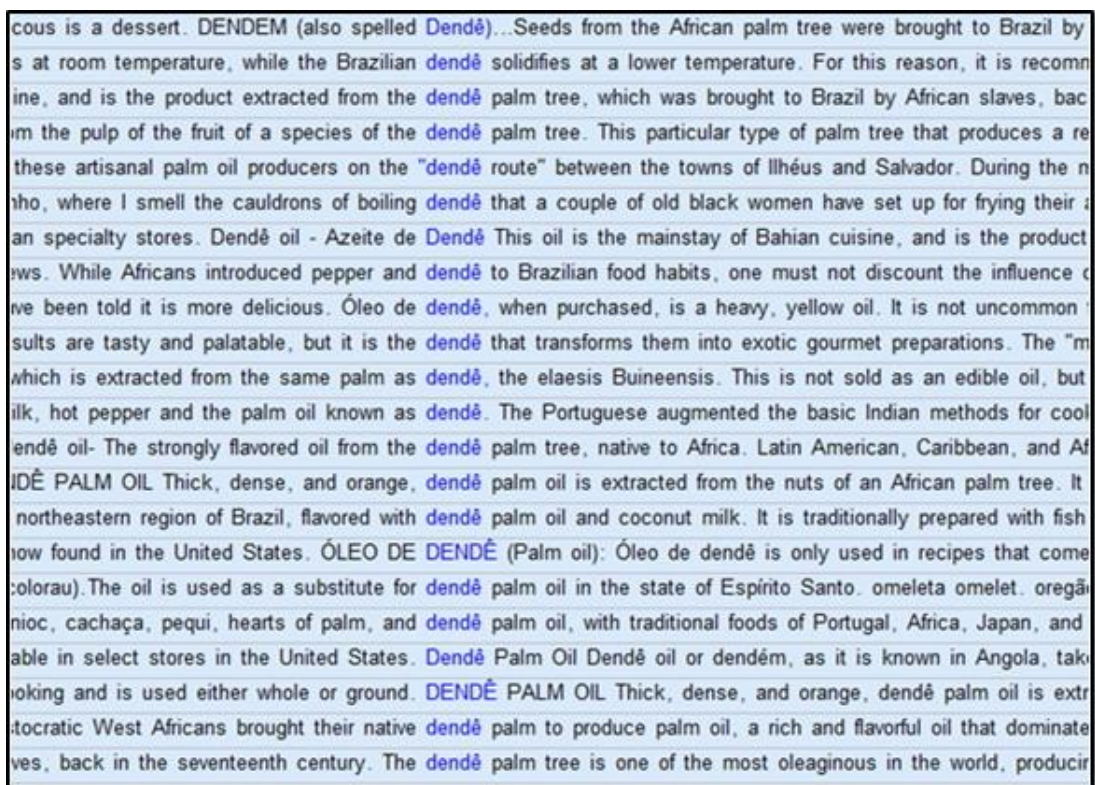 cous is a dessert. DENDEM (also spelled Dendê)...Seeds from the African palm tree were brought to Brazil by
s at room temperature, while the Brazilian dendê solidifies at a lower temperature. For this reason, it is recom
ine, and is the product extracted from the dendê palm tree, which was brought to Brazil by African slaves, bac
m the pulp of the fruit of a species of the dendê palm tree. This particular type of palm tree that produces a re
these artisanal palm oil producers on the "dendê route" between the towns of Ilhéus and Salvador. During the n
nho, where I smell the cauldrons of boiling dendê that a couple of old black women have set up for frying their
an specialty stores. Dendê oil - Azeite de Dendê This oil is the mainstay of Bahian cuisine, and is the product
ews. While Africans introduced pepper and dendê to Brazilian food habits, one must not discount the influence
ve been told it is more delicious. Óleo de dendê, when purchased, is a heavy, yellow oil. It is not uncommon
sults are tasty and palatable, but it is the dendê that transforms them into exotic gourmet preparations. The "m
which is extracted from the same palm as dendê, the elaesis Buineensis. This is not sold as an edible oil, but
ilk, hot pepper and the palm oil known as dendê. The Portuguese augmented the basic Indian methods for cool
endê oil- The strongly flavored oil from the dendê palm tree, native to Africa. Latin American, Caribbean, and Af
NDÊ PALM OIL Thick, dense, and orange, dendê palm oil is extracted from the nuts of an African palm tree. It
northeastern region of Brazil, flavored with dendê palm oil and coconut milk. It is traditionally prepared with fish
now found in the United States. ÓLEO DE DENDÊ (Palm oil): Óleo de dendê is only used in recipes that come
colorau).The oil is used as a substitute for dendê palm oil in the state of Espírito Santo. omeleta omelet. oregã
nioc, cachaça, pequi, hearts of palm, and dendê palm oil, with traditional foods of Portugal, Africa, Japan, and
able in select stores in the United States. Dendê Palm Oil Dendê oil or dendém, as it is known in Angola, tak
oking and is used either whole or ground. DENDÊ PALM OIL Thick, dense, and orange, dendê palm oil is extr
tocratic West Africans brought their native dendê palm to produce palm oil, a rich and flavorful oil that dominate
ves, back in the seventeenth century. The dendê palm tree is one of the most oleaginous in the world, producin